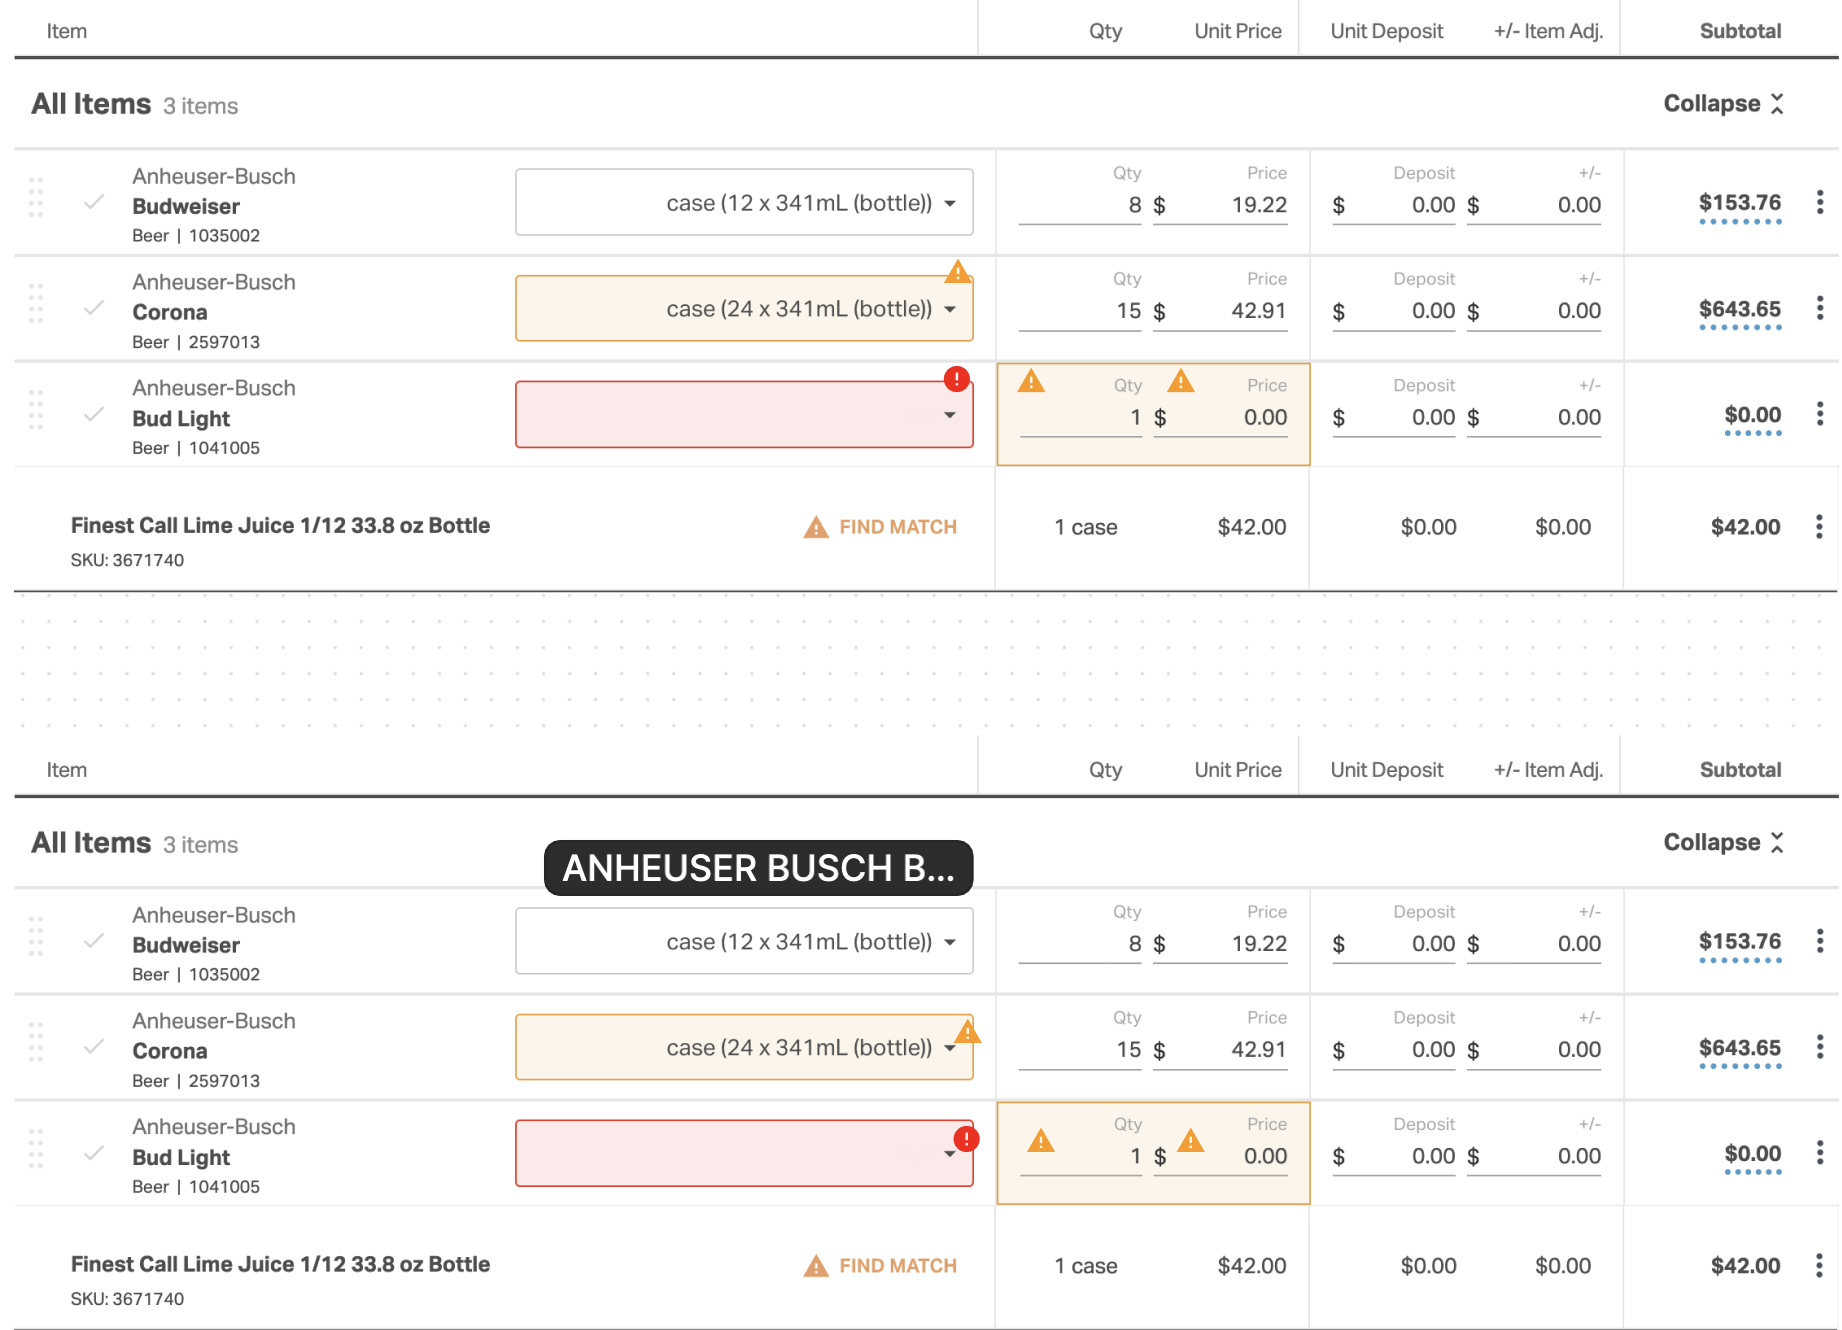 Item Qty Unit Price Unit Deposit +/- Item Adj. Subtotal
All Items 3 items Collapse
Anheuser-Busch Qty Price Deposit +/-
Budweiser case (12 x 341mL (bottle)) 8 $ 19.22 $ 0.00 $ 0.00 $153.76
Beer | 1035002
Anheuser-Busch Qty Price Deposit +/-
Corona case (24 x 341mL (bottle)) 15 $ 42.91 $ 0.00 $ 0.00 $643.65
Beer | 2597013
Anheuser-Busch Qty Price Deposit +/-
Bud Light 1 $ 0.00 $ 0.00 $ 0.00 $0.00
Beer | 1041005
Finest Call Lime Juice 1/12 33.8 oz Bottle FIND MATCH 1 case $42.00 $0.00 $0.00 $42.00
SKU: 3671740
Item Qty Unit Price Unit Deposit +/- Item Adj. Subtotal
All Items 3 items Collapse
ANHEUSER BUSCH B...
Anheuser-Busch Qty Price Deposit +/-
Budweiser case (12 x 341mL (bottle)) 8 $ 19.22 $ 0.00 $ 0.00 $153.76
Beer | 1035002
Anheuser-Busch Qty Price Deposit +/-
Corona case (24 x 341mL (bottle)) 15 $ 42.91 $ 0.00 $ 0.00 $643.65
Beer | 2597013
Anheuser-Busch Qty Price Deposit +/-
Bud Light 1 $ 0.00 $ 0.00 $ 0.00 $0.00
Beer | 1041005
Finest Call Lime Juice 1/12 33.8 oz Bottle FIND MATCH 1 case $42.00 $0.00 $0.00 $42.00
SKU: 3671740